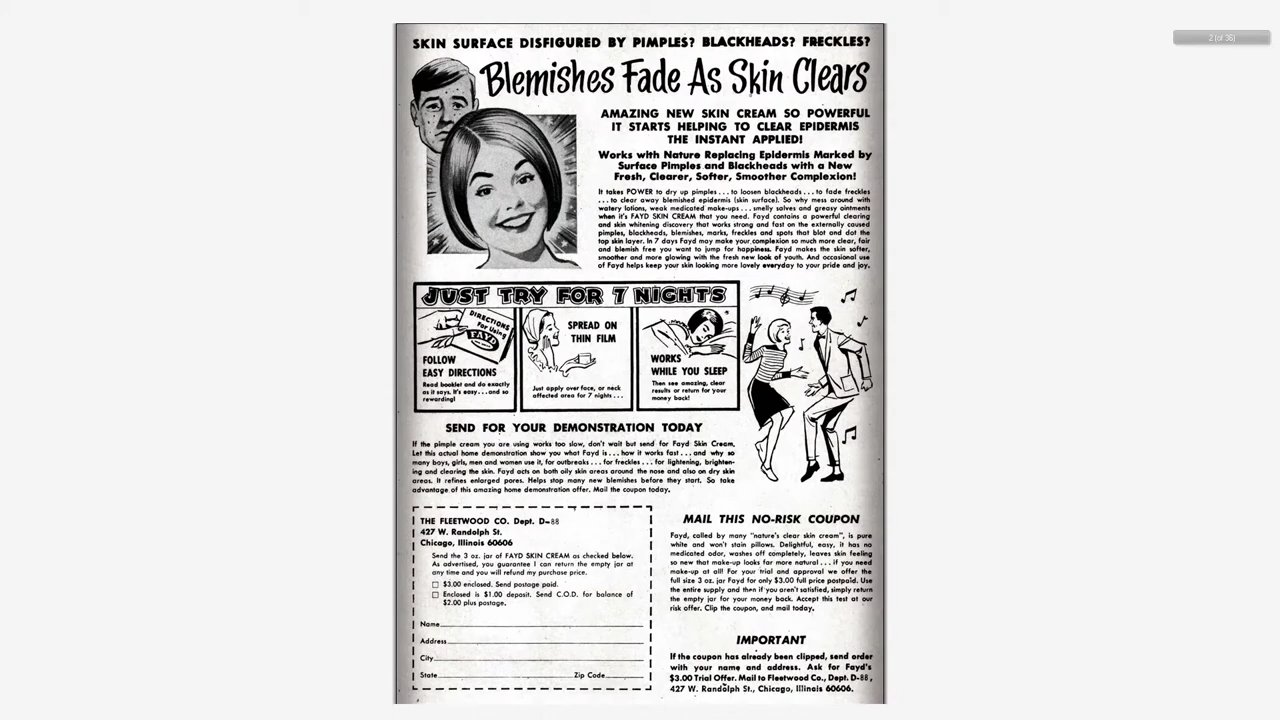 2 (of 36)
SKIN SURFACE DISFIGURED BY PIMPLES? BLACKHEADS? FRECKLES?
Blemishes Fade As Skin Clears
AMAZING NEW SKIN CREAM SO POWERFUL
IT STARTS HELPING TO CLEAR EPIDERMIS
THE INSTANT APPLIED!
Works with Nature Replacing Epidermis Marked by
Surface Pimples and Blackheads with a New
Fresh, Clearer, Softer, Smoother Complexion!
It takes POWER to dry up pimples . . . to loosen blackheads . . . to fade freckles
. . . to clear away blemished epidermis (skin surface). So why mess around with
watery lotions, weak medicated make-ups . . . smelly salves and greasy ointments
when it's FAYD SKIN CREAM that you need. Fayd contains a powerful clearing
and skin whitening discovery that works strong and fast on the externally caused
pimples, blackheads, blemishes, marks, freckles and spots that blot and dot the
top skin layer. In 7 days Fayd may make your complexion so much more clear, fair
and blemish free you want to jump for happiness. Fayd makes the skin softer,
smoother and more glowing with the fresh new look of youth. And occasional use
of Fayd helps keep your skin looking more lovely everyday to your pride and joy.
JUST TRY FOR 7 NIGHTS
DIRECTIONS
For Using
FAYD
FOLLOW
EASY DIRECTIONS
Read booklet and do exactly
as it says. It's easy . . . and so
rewarding!
SPREAD ON
THIN FILM
Just apply over face, or neck
affected area for 7 nights . . .
WORKS
WHILE YOU SLEEP
Then see amazing, clear
results or return for your
money back!
SEND FOR YOUR DEMONSTRATION TODAY
If the pimple cream you are using works too slow, don't wait but send for Fayd Skin Cream.
Let this actual home demonstration show you what Fayd is . . . how it works fast . . . and why so
many boys, girls, men and women use it, for outbreaks . . . for freckles . . . for lightening, brighten-
ing and clearing the skin. Fayd acts on both oily skin areas around the nose and also on dry skin
areas. It refines enlarged pores. Helps stop many new blemishes before they start. So take
advantage of this amazing home demonstration offer. Mail the coupon today.
THE FLEETWOOD CO. Dept. D-88
427 W. Randolph St.
Chicago, Illinois 60606
Send the 3 oz. jar of FAYD SKIN CREAM as checked below.
As advertised, you guarantee I can return the empty jar at
any time and you will refund my purchase price.
$3.00 enclosed. Send postage paid.
Enclosed is $1.00 deposit. Send C.O.D. for balance of
$2.00 plus postage.
Name
Address
City
State Zip Code
MAIL THIS NO-RISK COUPON
Fayd, called by many "nature's clear skin cream", is pure
white and won't stain pillows. Delightful, easy, it has no
medicated odor, washes off completely, leaves skin feeling
so new that make-up looks far more natural . . . if you need
make-up at all! For your trial and approval we offer the
full size 3 oz. jar Fayd for only $3.00 full price postpaid. Use
the entire supply and then if you aren't satisfied, simply return
the empty jar for your money back. Accept this test at our
risk offer. Clip the coupon, and mail today.
IMPORTANT
If the coupon has already been clipped, send order
with your name and address. Ask for Fayd's
$3.00 Trial Offer. Mail to Fleetwood Co., Dept. D-88,
427 W. Randolph St., Chicago, Illinois 60606.